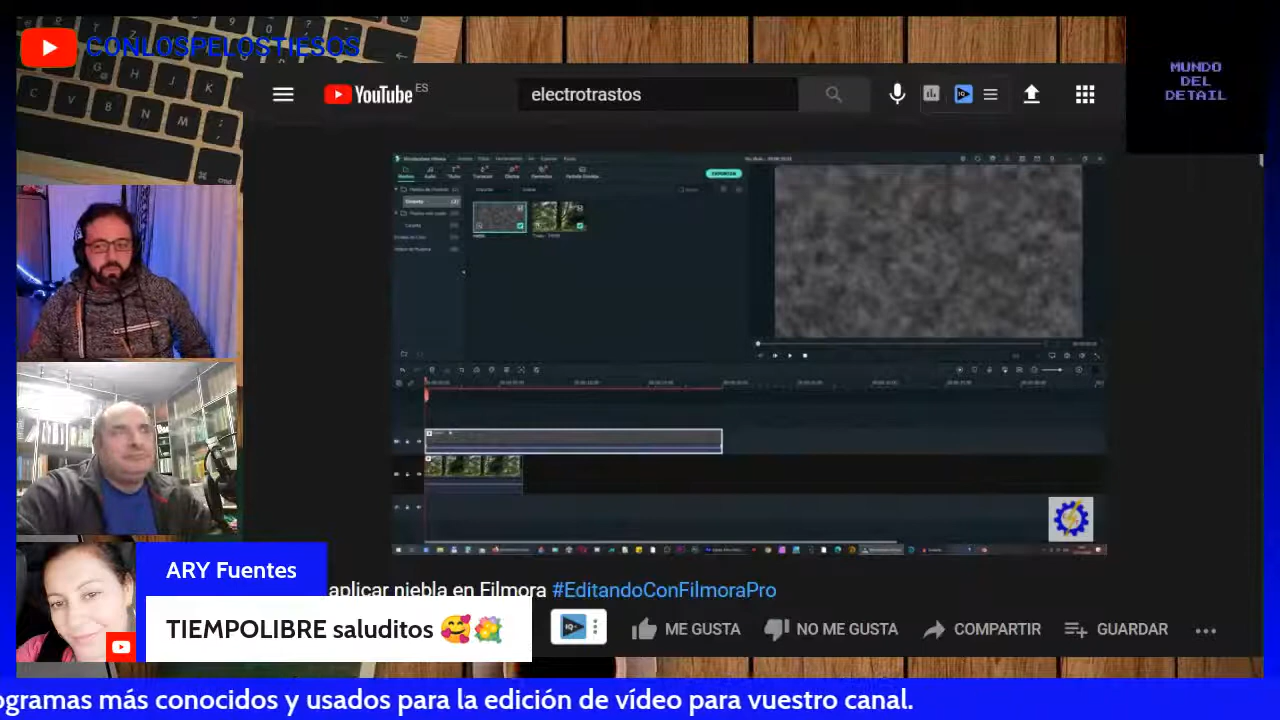 CONLOSPELOSTIESOS
MUNDO
DEL
DETAIL
YouTube ES
electrotrastos
EXPORTAR
aplicar niebla en Filmora #EditandoConFilmoraPro
ARY Fuentes
TIEMPOLIBRE saluditos 🥰💐
ME GUSTA
NO ME GUSTA
COMPARTIR
GUARDAR
ogramas más conocidos y usados para la edición de vídeo para vuestro canal.